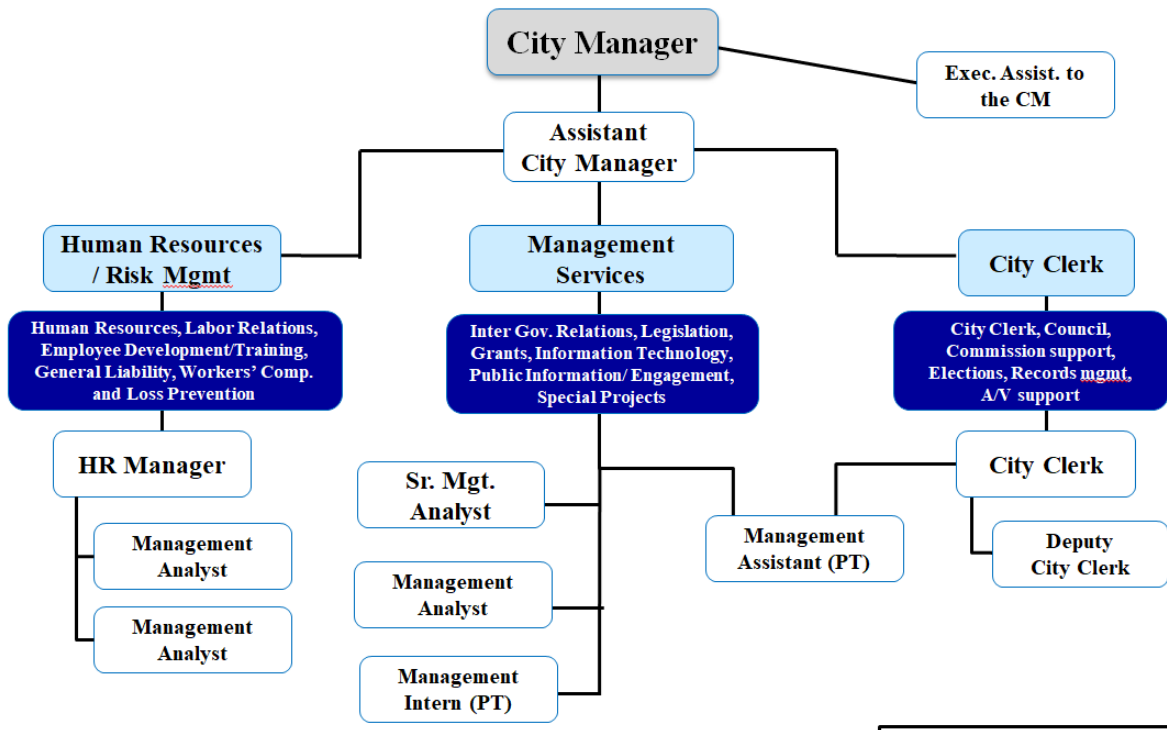 City Manager
Exec. Assist. to
the CM
Assistant
City Manager
Human Resources
/ Risk Mgmt
Management
Services
City Clerk
Human Resources, Labor Relations,
Employee Development/Training,
General Liability, Workers’ Comp.
and Loss Prevention
Inter Gov. Relations, Legislation,
Grants, Information Technology,
Public Information/ Engagement,
Special Projects
City Clerk, Council,
Commission support,
Elections, Records mgmt,
A/V support
HR Manager
Management
Analyst
Management
Analyst
Sr. Mgt.
Analyst
Management
Analyst
Management
Intern (PT)
Management
Assistant (PT)
City Clerk
Deputy
City Clerk